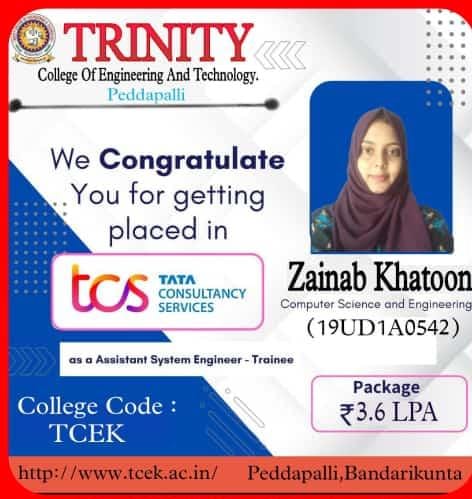 TRINITY
College Of Engineering And Technology.
Peddapalli
We Congratulate
You for getting
placed in
tcs TATA
CONSULTANCY
SERVICES
as a Assistant System Engineer - Trainee
Zainab Khatoon
Computer Science and Engineering
(19UD1A0542)
Package
₹3.6 LPA
College Code :
TCEK
http://www.tcek.ac.in/ Peddapalli,Bandarikunta